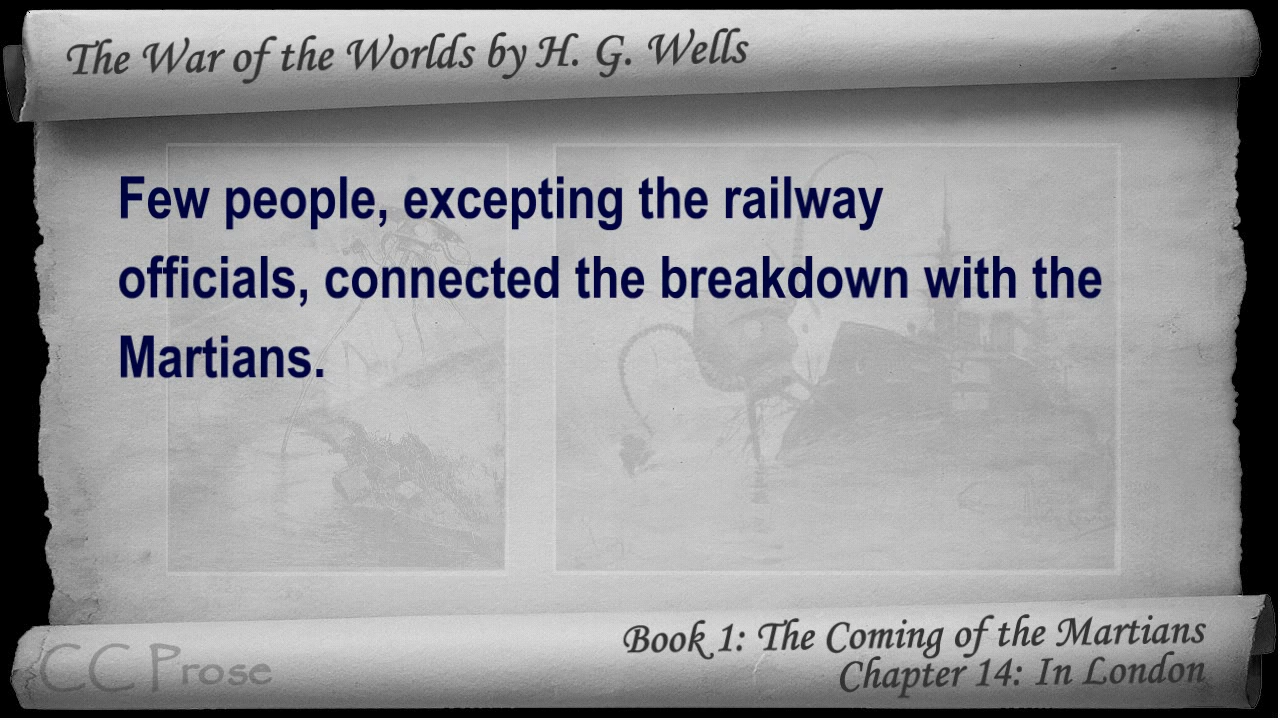 The War of the Worlds by H. G. Wells
Few people, excepting the railway
officials, connected the breakdown with the
Martians.
Book 1: The Coming of the Martians
Chapter 14: In London
CC Prose